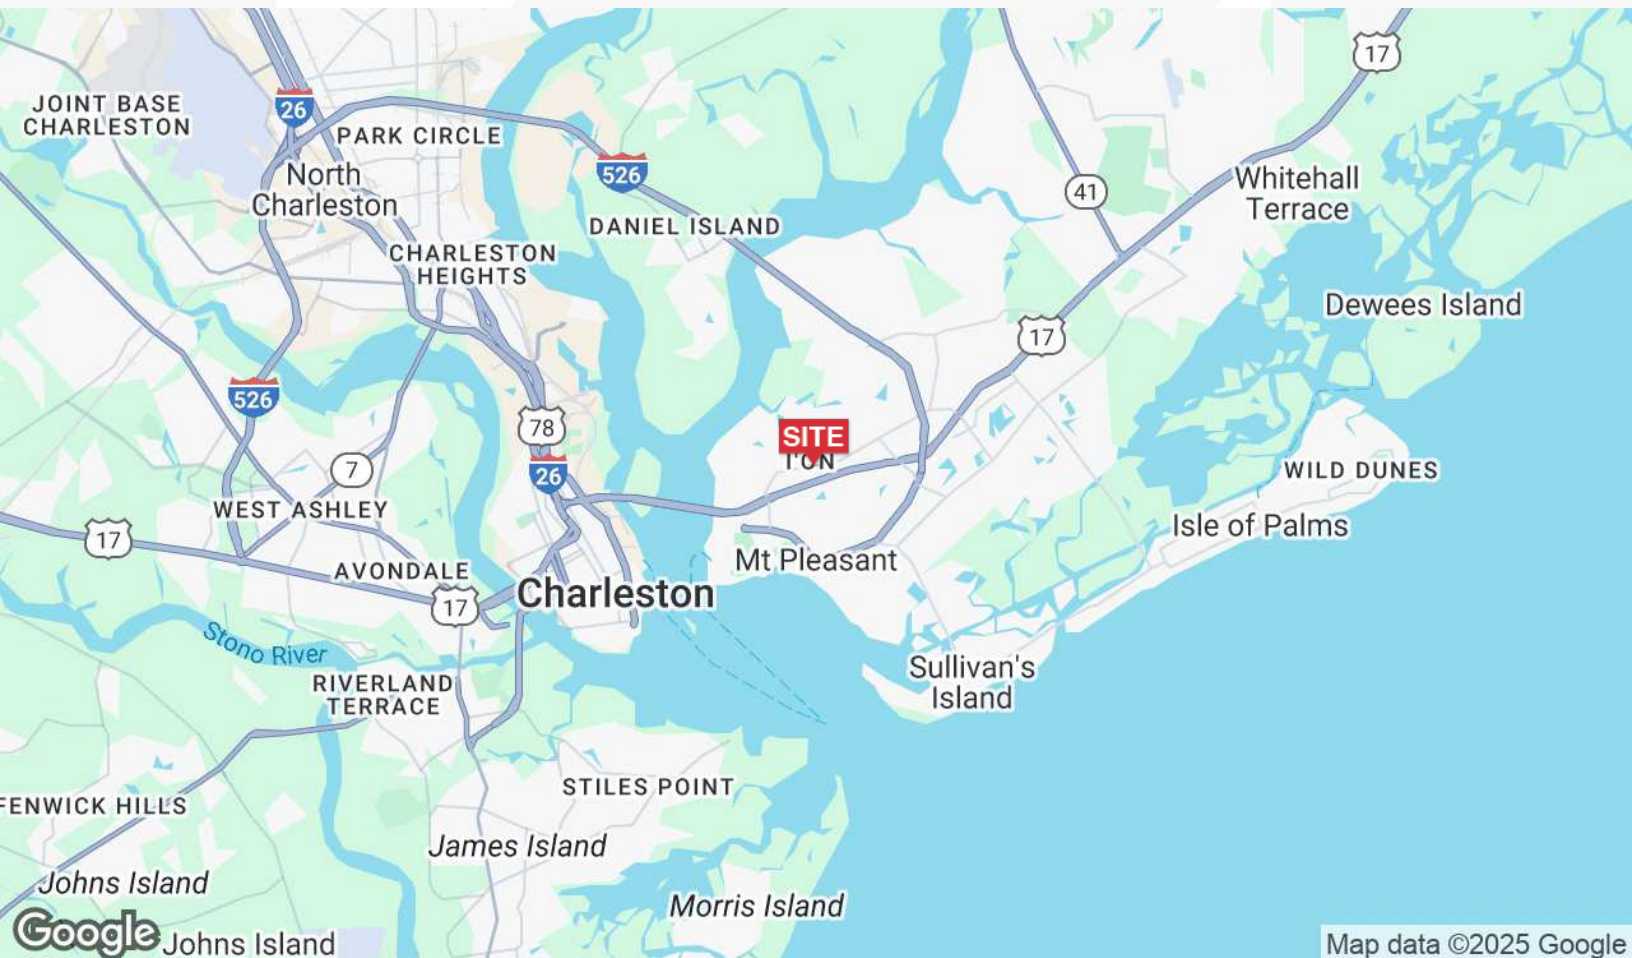 17
JOINT BASE
CHARLESTON
26
PARK CIRCLE
526
North
Charleston
41
Whitehall
Terrace
DANIEL ISLAND
CHARLESTON
HEIGHTS
Dewees Island
17
526
78
SITE
I'ON
7
26
WILD DUNES
WEST ASHLEY
17
Isle of Palms
AVONDALE
Mt Pleasant
17
Charleston
Stono River
Sullivan's
Island
RIVERLAND
TERRACE
STILES POINT
FENWICK HILLS
James Island
Johns Island
Morris Island
Google
Johns Island
Map data ©2025 Google